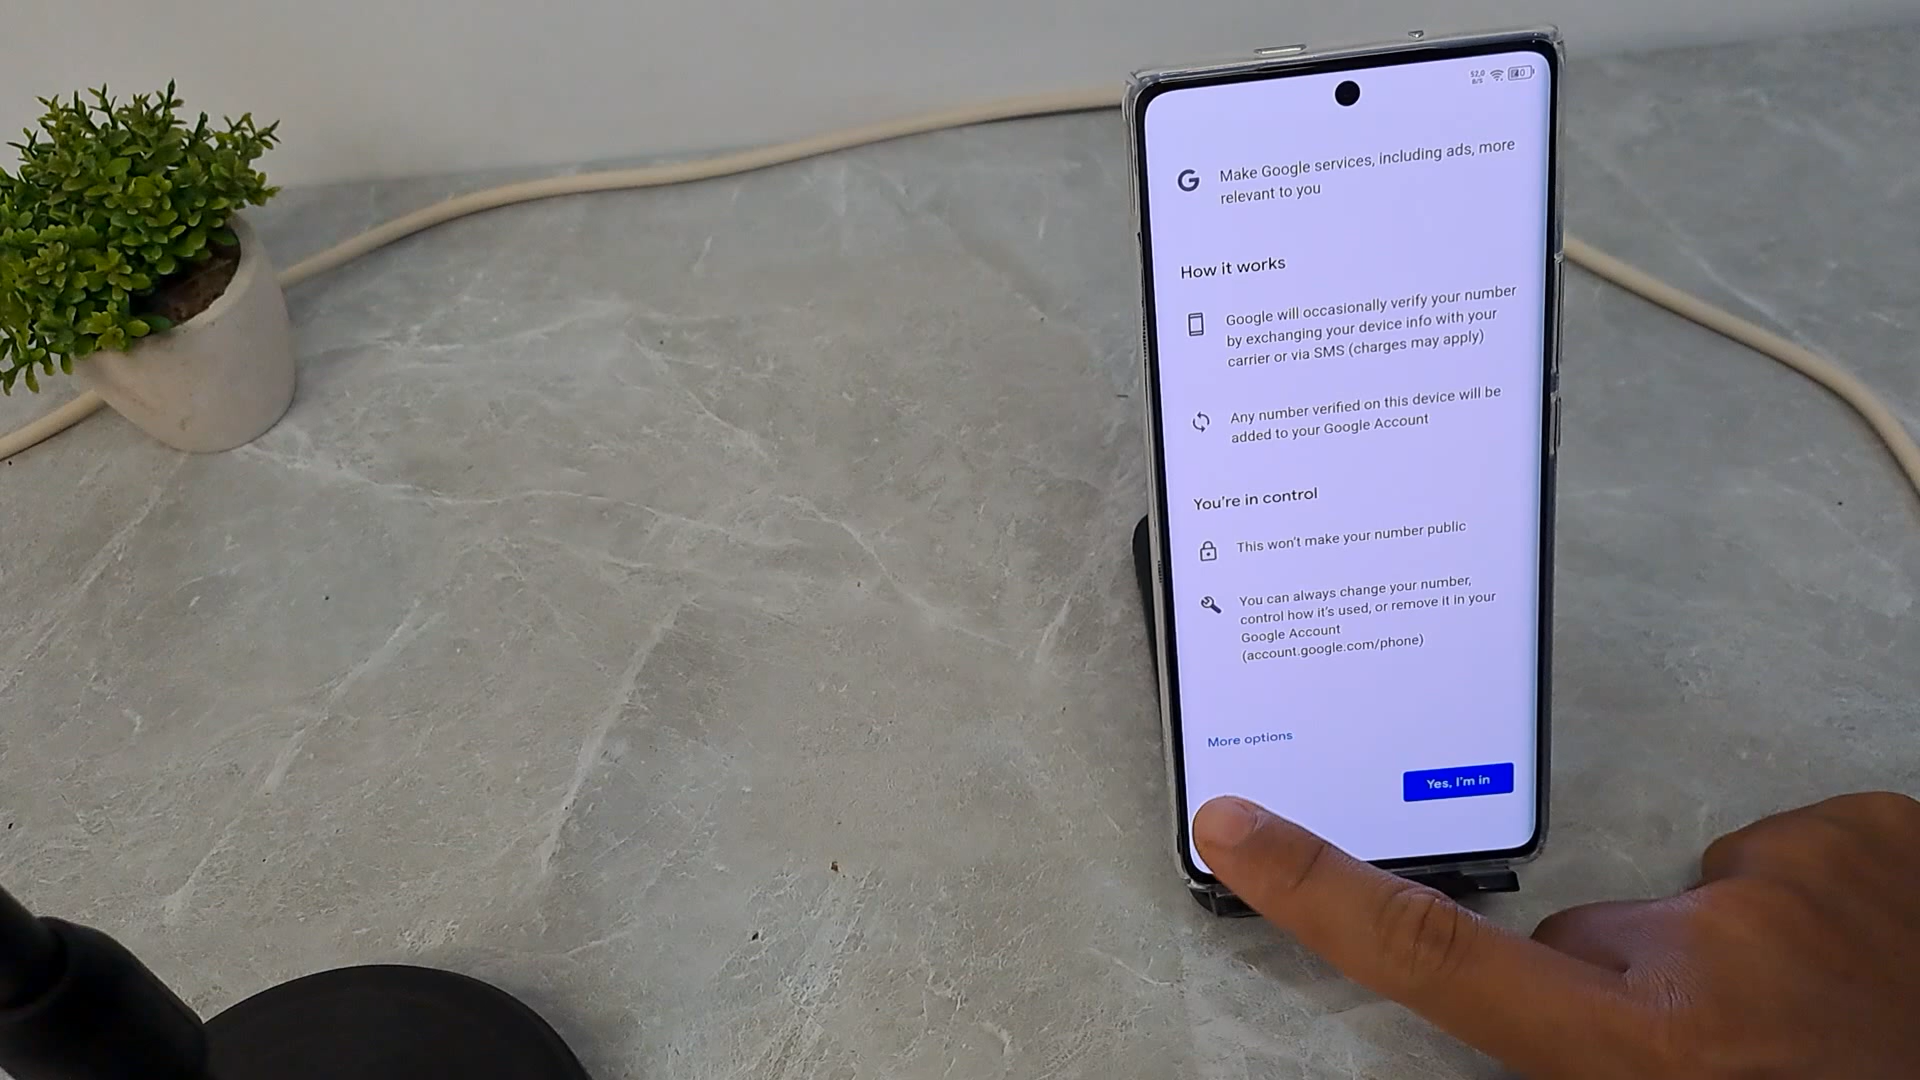 52,0
B/S
Make Google services, including ads, more
relevant to you
How it works
Google will occasionally verify your number
by exchanging your device info with your
carrier or via SMS (charges may apply)
Any number verified on this device will be
added to your Google Account
You're in control
This won't make your number public
You can always change your number,
control how it's used, or remove it in your
Google Account
(account.google.com/phone)
More options
Yes, I'm in